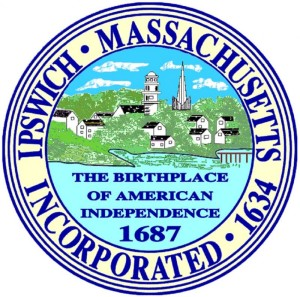 IPSWICH • MASSACHUSETTS
INCORPORATED • 1634
THE BIRTHPLACE
OF AMERICAN
INDEPENDENCE
1687